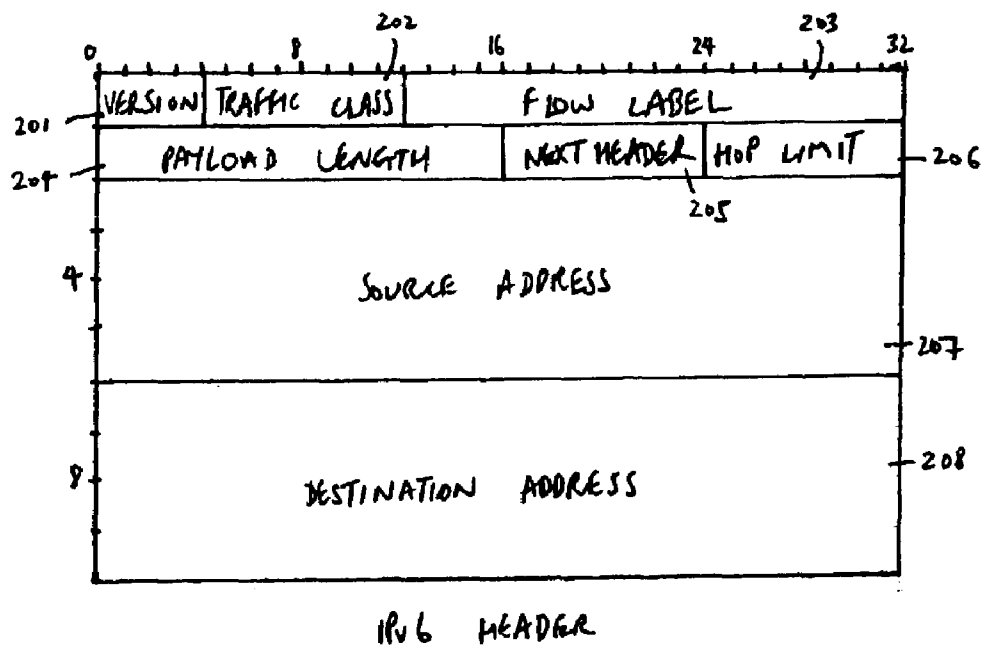 202 203
0 8 16 24 32
VERSION TRAFFIC CLASS FLOW LABEL
201
PAYLOAD LENGTH NEXT HEADER HOP LIMIT 206
204
205
4 SOURCE ADDRESS
207
208
8 DESTINATION ADDRESS
IPv6 HEADER